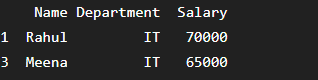 Name Department Salary
1 Rahul IT 70000
3 Meena IT 65000